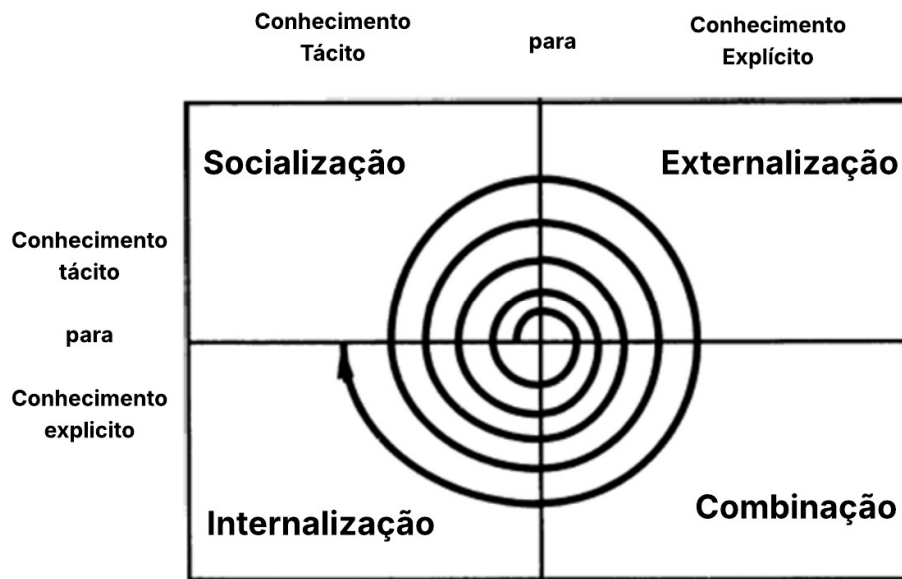 Conhecimento
Tácito
para
Conhecimento
Explícito
Socialização
Externalização
Conhecimento
tácito
para
Conhecimento
explicito
Internalização
Combinação